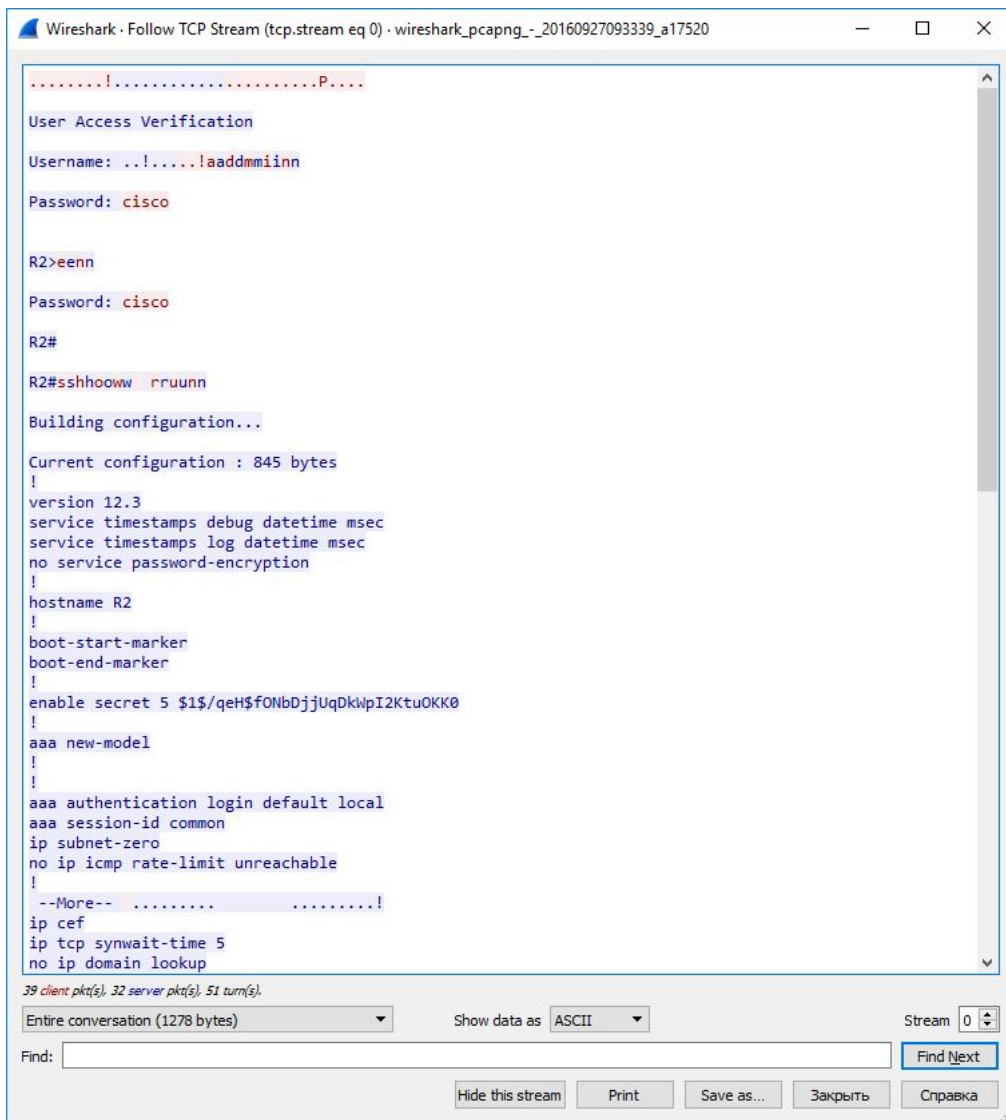 Wireshark · Follow TCP Stream (tcp.stream eq 0) · wireshark_pcapng_-_20160927093339_a17520
........!.......................P....
User Access Verification
Username: ..!.....!aaddmmiinn
Password: cisco
R2>eenn
Password: cisco
R2#
R2#sshhooww  rruunn
Building configuration...
Current configuration : 845 bytes
!
version 12.3
service timestamps debug datetime msec
service timestamps log datetime msec
no service password-encryption
!
hostname R2
!
boot-start-marker
boot-end-marker
!
enable secret 5 $1$/qeH$fONbDjjUqDkWpI2KtuOKK0
!
aaa new-model
!
!
aaa authentication login default local
aaa session-id common
ip subnet-zero
no ip icmp rate-limit unreachable
!
--More--  .........        .........!
ip cef
ip tcp synwait-time 5
no ip domain lookup
39 client pkt(s), 32 server pkt(s), 51 turn(s).
Entire conversation (1278 bytes) Show data as ASCII Stream 0
Find: Find Next
Hide this stream Print Save as... Закрыть Справка